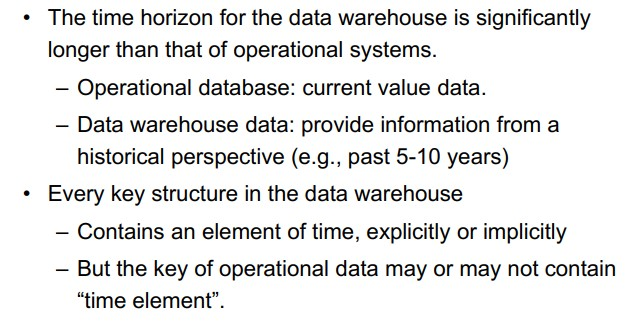 • The time horizon for the data warehouse is significantly
longer than that of operational systems.
– Operational database: current value data.
– Data warehouse data: provide information from a
historical perspective (e.g., past 5-10 years)
• Every key structure in the data warehouse
– Contains an element of time, explicitly or implicitly
– But the key of operational data may or may not contain
“time element”.